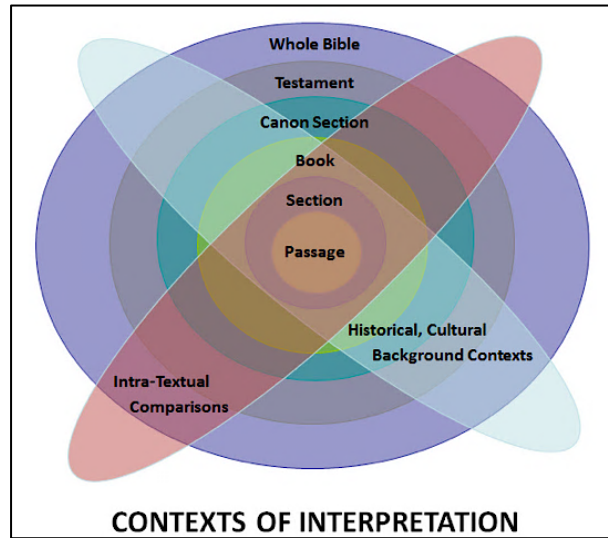 Whole Bible
Testament
Canon Section
Book
Section
Passage
Historical, Cultural
Background Contexts
Intra-Textual
Comparisons
CONTEXTS OF INTERPRETATION